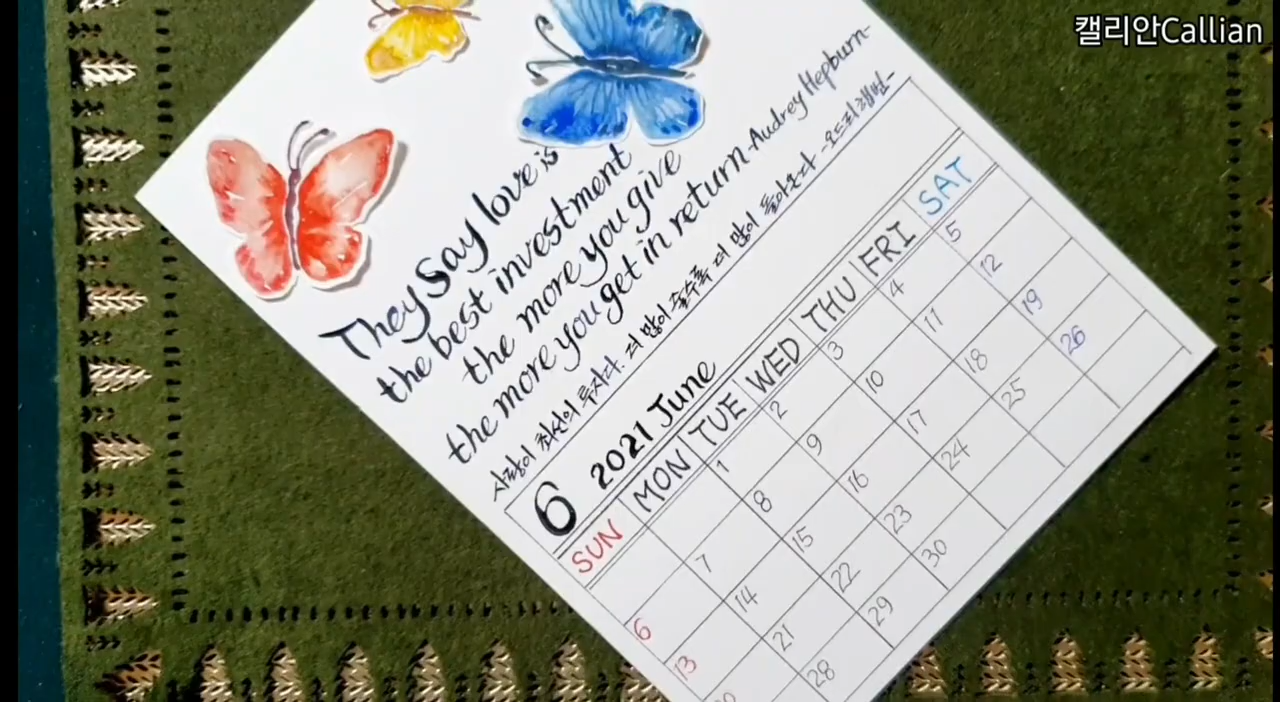 캘리안Callian
They say love is
the best investment
the more you give
the more you get in return -Audrey Hepburn-
사랑이 최선의 투자다. 더 많이 줄수록 더 많이 돌아온다 -오드리 햅번-
6 2021 June
SUN MON TUE WED THU FRI SAT
1 2 3 4 5
6 7 8 9 10 11 12
13 14 15 16 17 18 19
21 22 23 24 25 26
28 29 30